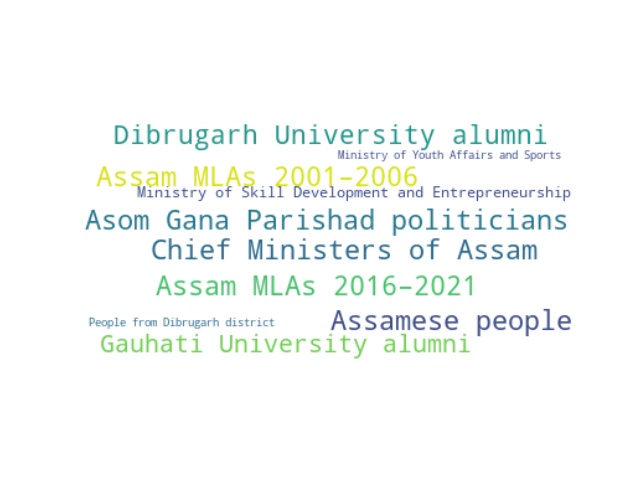 Dibrugarh University alumni
Ministry of Youth Affairs and Sports
Assam MLAs 2001–2006
Ministry of Skill Development and Entrepreneurship
Asom Gana Parishad politicians
Chief Ministers of Assam
Assam MLAs 2016–2021
Assamese people
People from Dibrugarh district
Gauhati University alumni